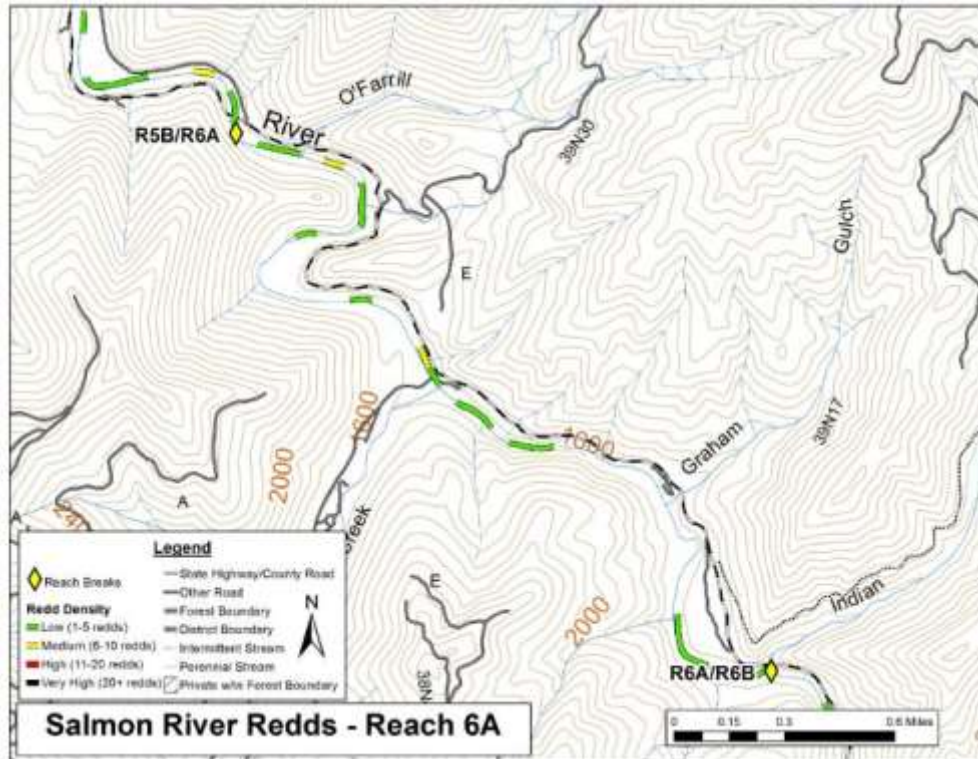 O'Farrill
River
R5B/R6A
39N30
Gulch
E
1600
2000
A
A
Creek
1600
Graham
39N17
E
2000
Indian
R6A/R6B
Legend
Reach Breaks
Redd Density
Low (1-5 redds)
Medium (6-10 redds)
High (11-20 redds)
Very High (20+ redds)
State Highway/County Road
Other Road
Forest Boundary
District Boundary
Intermittent Stream
Perennial Stream
Private w/in Forest Boundary
N
Salmon River Redds - Reach 6A
0 0.15 0.3 0.6 Miles